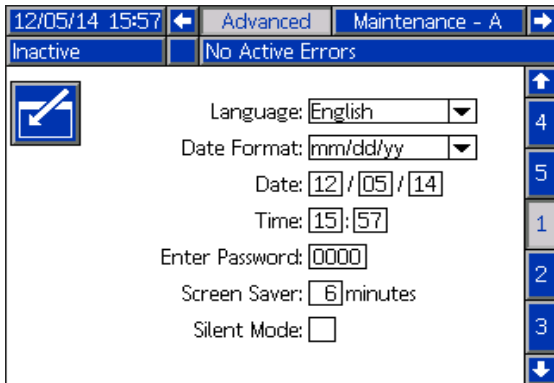 12/05/14 15:57 Advanced Maintenance - A
Inactive No Active Errors
Language: English
4
Date Format: mm/dd/yy
5
Date: 12 / 05 / 14
Time: 15 : 57
1
Enter Password: 0000
2
Screen Saver: 6 minutes
Silent Mode:
3